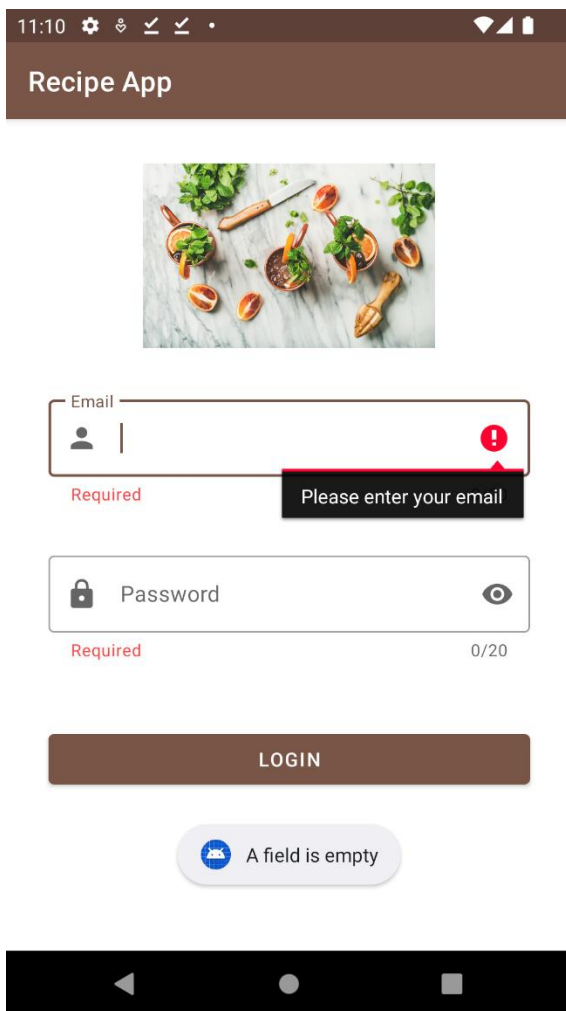 11:10
Recipe App
Email
Required
Please enter your email
Password
Required
0/20
LOGIN
A field is empty